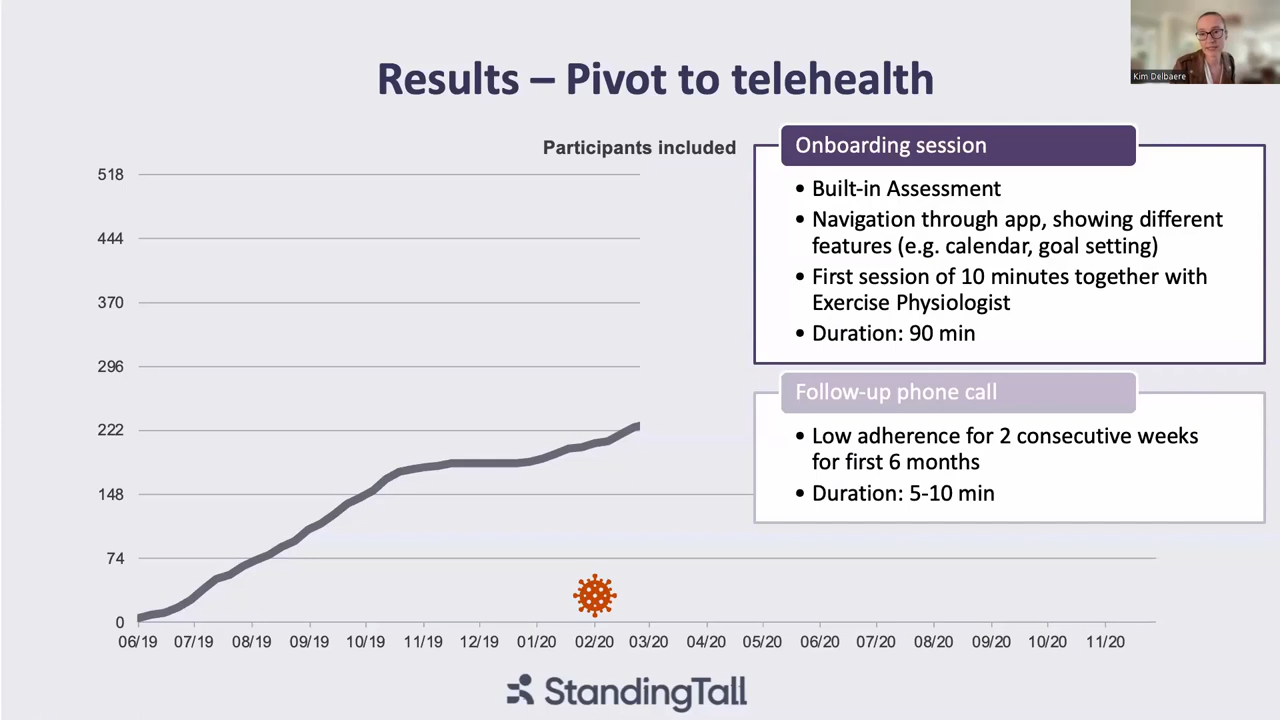 Results – Pivot to telehealth
Kim Delbaere
Participants included
518
444
370
296
222
148
74
0
06/19 07/19 08/19 09/19 10/19 11/19 12/19 01/20 02/20 03/20 04/20 05/20 06/20 07/20 08/20 09/20 10/20 11/20
Onboarding session
• Built-in Assessment
• Navigation through app, showing different
features (e.g. calendar, goal setting)
• First session of 10 minutes together with
Exercise Physiologist
• Duration: 90 min
Follow-up phone call
• Low adherence for 2 consecutive weeks
for first 6 months
• Duration: 5-10 min
StandingTall